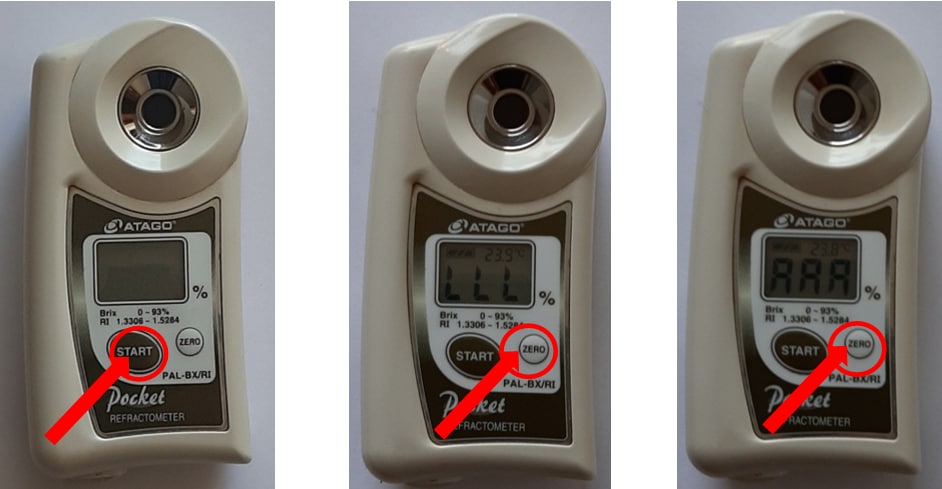 ATAGO®
%
Brix 0 ~ 93%
RI 1.3306 ~ 1.5284
START
ZERO
PAL-BX/RI
Pocket
REFRACTOMETER
ATAGO®
23.9 °C
LLL
%
Brix 0 ~ 93%
RI 1.3306 ~ 1.5284
START
ZERO
PAL-BX/RI
Pocket
REFRACTOMETER
ATAGO®
23.8 °C
AAA
%
Brix 0 ~ 93%
RI 1.3306 ~ 1.5284
START
ZERO
PAL-BX/RI
Pocket
REFRACTOMETER